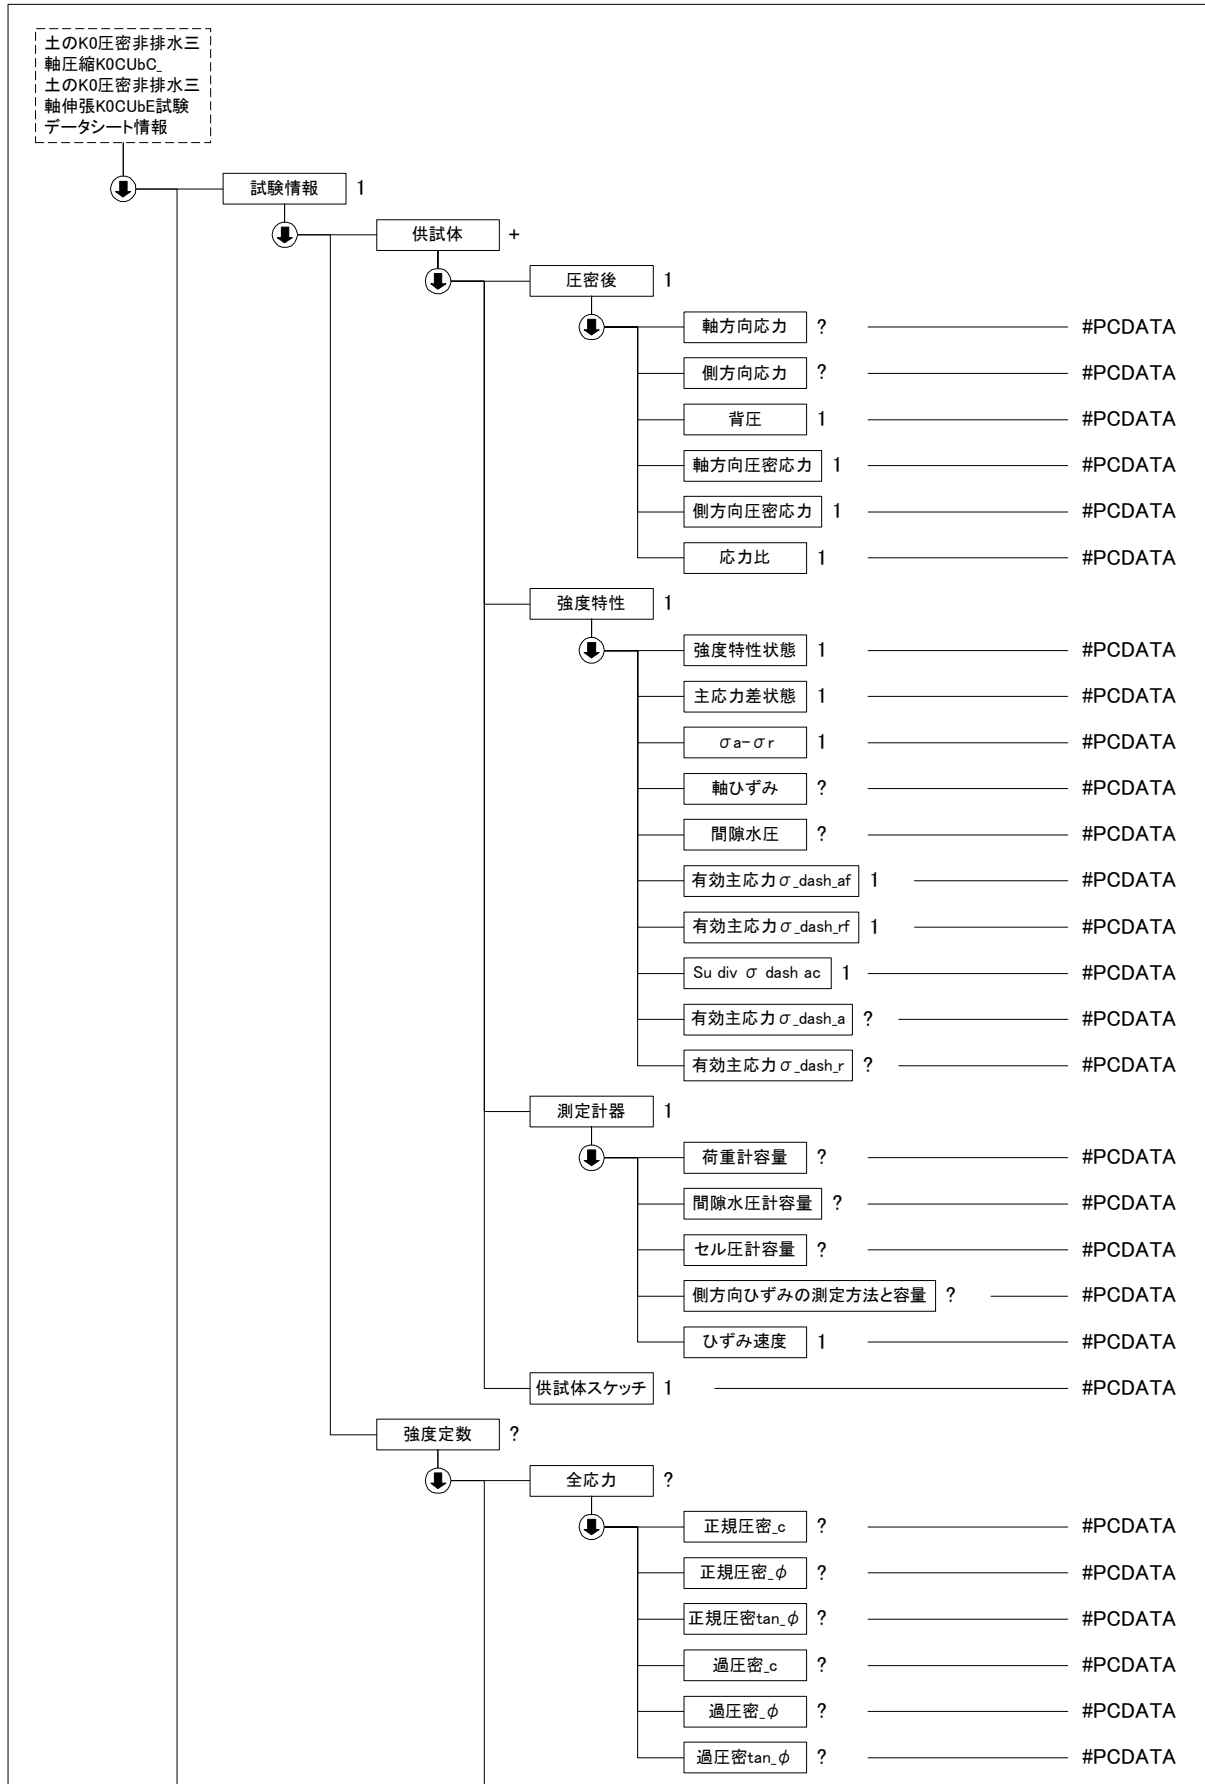 土のK0圧密非排水三
軸圧縮K0CUbC_
土のK0圧密非排水三
軸伸張K0CUbE試験
データシート情報
試験情報 1
供試体 +
圧密後 1
軸方向応力 ? #PCDATA
側方向応力 ? #PCDATA
背圧 1 #PCDATA
軸方向圧密応力 1 #PCDATA
側方向圧密応力 1 #PCDATA
応力比 1 #PCDATA
強度特性 1
強度特性状態 1 #PCDATA
主応力差状態 1 #PCDATA
σa-σr 1 #PCDATA
軸ひずみ ? #PCDATA
間隙水圧 ? #PCDATA
有効主応力σ_dash_af 1 #PCDATA
有効主応力σ_dash_rf 1 #PCDATA
Su div σ dash ac 1 #PCDATA
有効主応力σ_dash_a ? #PCDATA
有効主応力σ_dash_r ? #PCDATA
測定計器 1
荷重計容量 ? #PCDATA
間隙水圧計容量 ? #PCDATA
セル圧計容量 ? #PCDATA
側方向ひずみの測定方法と容量 ? #PCDATA
ひずみ速度 1 #PCDATA
供試体スケッチ 1 #PCDATA
強度定数 ?
全応力 ?
正規圧密_c ? #PCDATA
正規圧密_φ ? #PCDATA
正規圧密tan_φ ? #PCDATA
過圧密_c ? #PCDATA
過圧密_φ ? #PCDATA
過圧密tan_φ ? #PCDATA